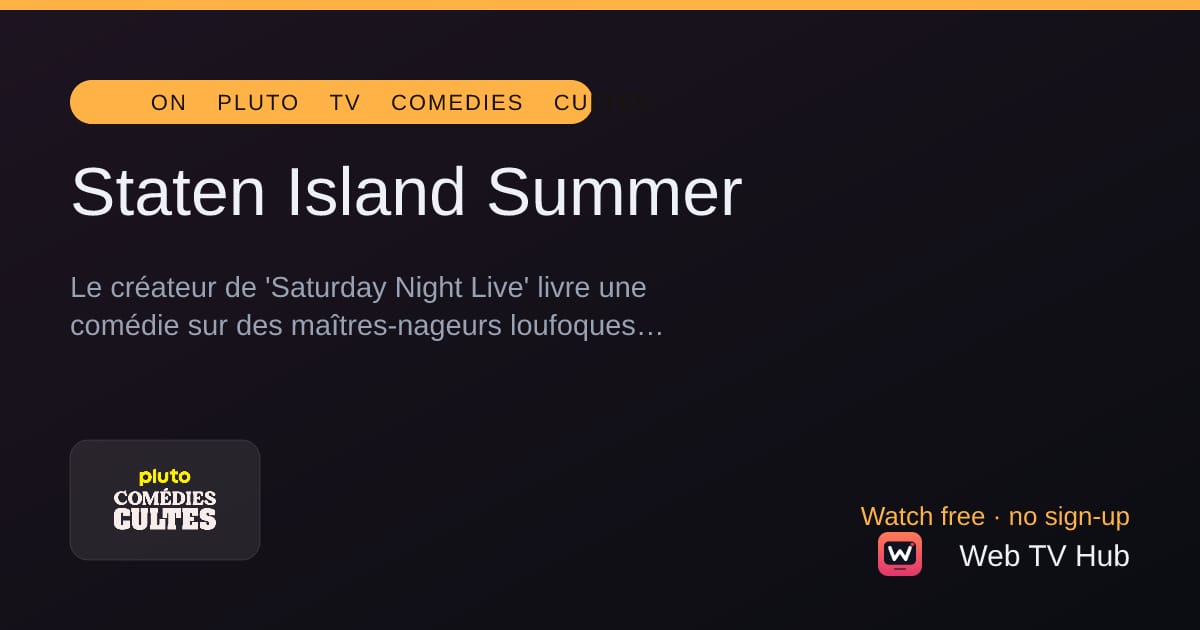 ON PLUTO TV COMEDIES CU
Staten Island Summer
Le créateur de 'Saturday Night Live' livre une
comédie sur des maîtres-nageurs loufoques…
pluto
COMÉDIES
CULTES
Watch free · no sign-up
W
Web TV Hub